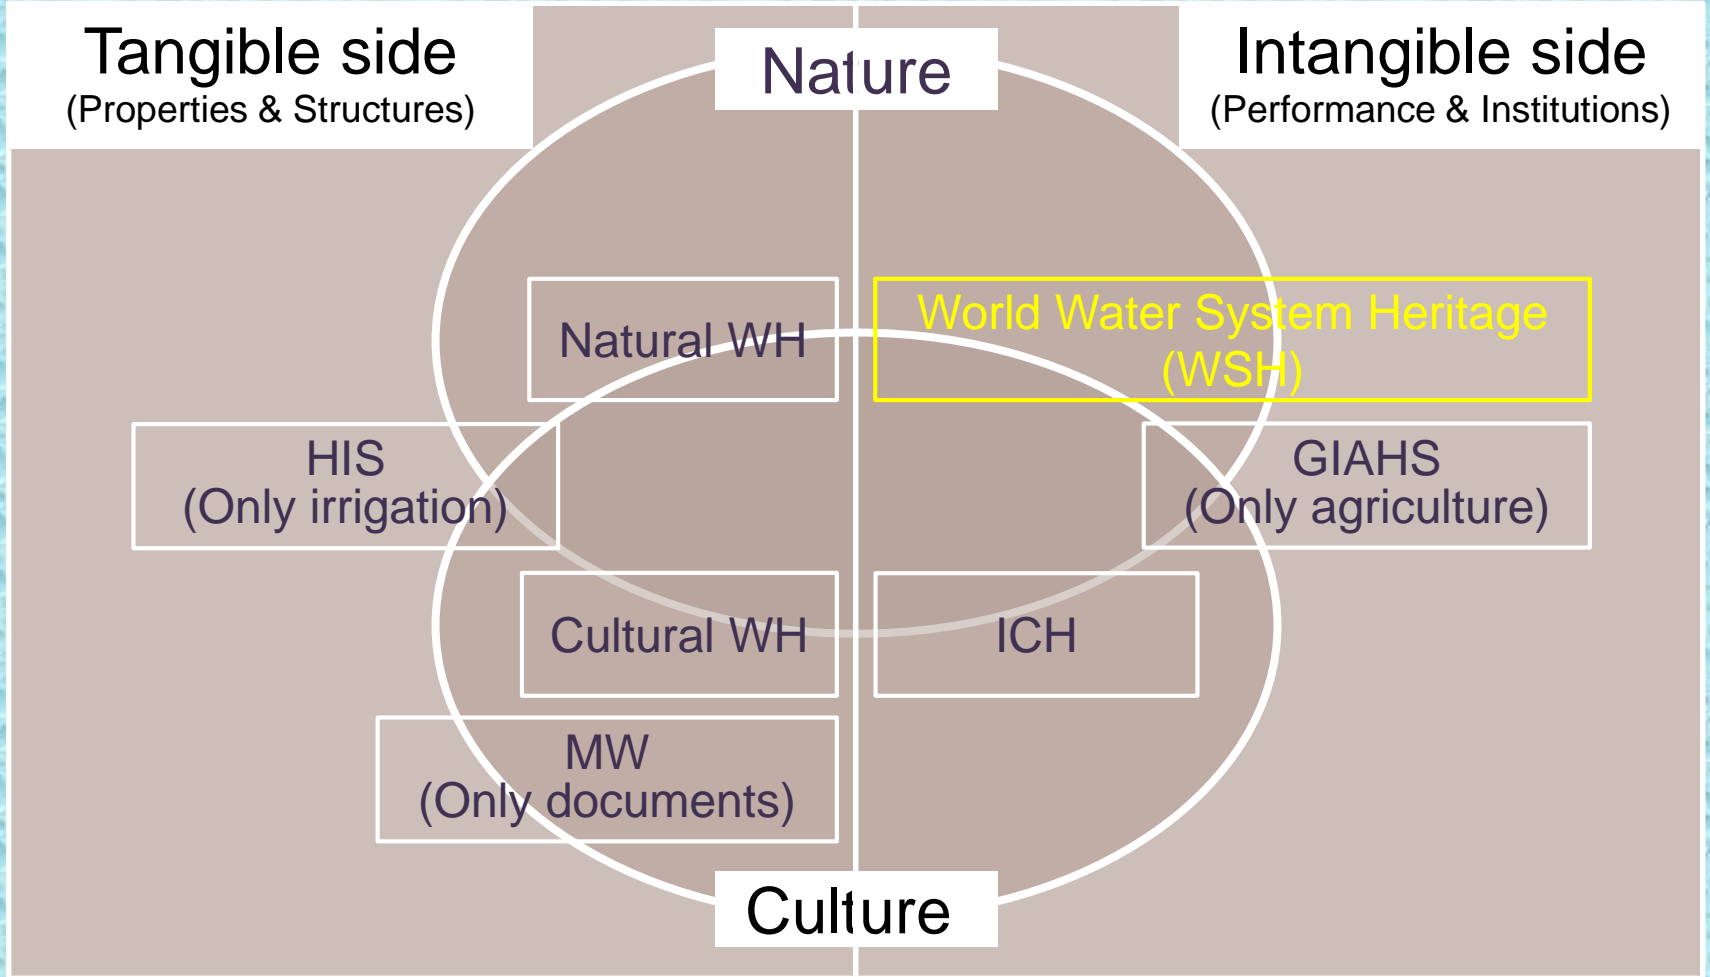 Tangible side
(Properties & Structures)
Nature
Intangible side
(Performance & Institutions)
Natural WH
World Water System Heritage
(WSH)
HIS
(Only irrigation)
GIAHS
(Only agriculture)
Cultural WH
ICH
MW
(Only documents)
Culture